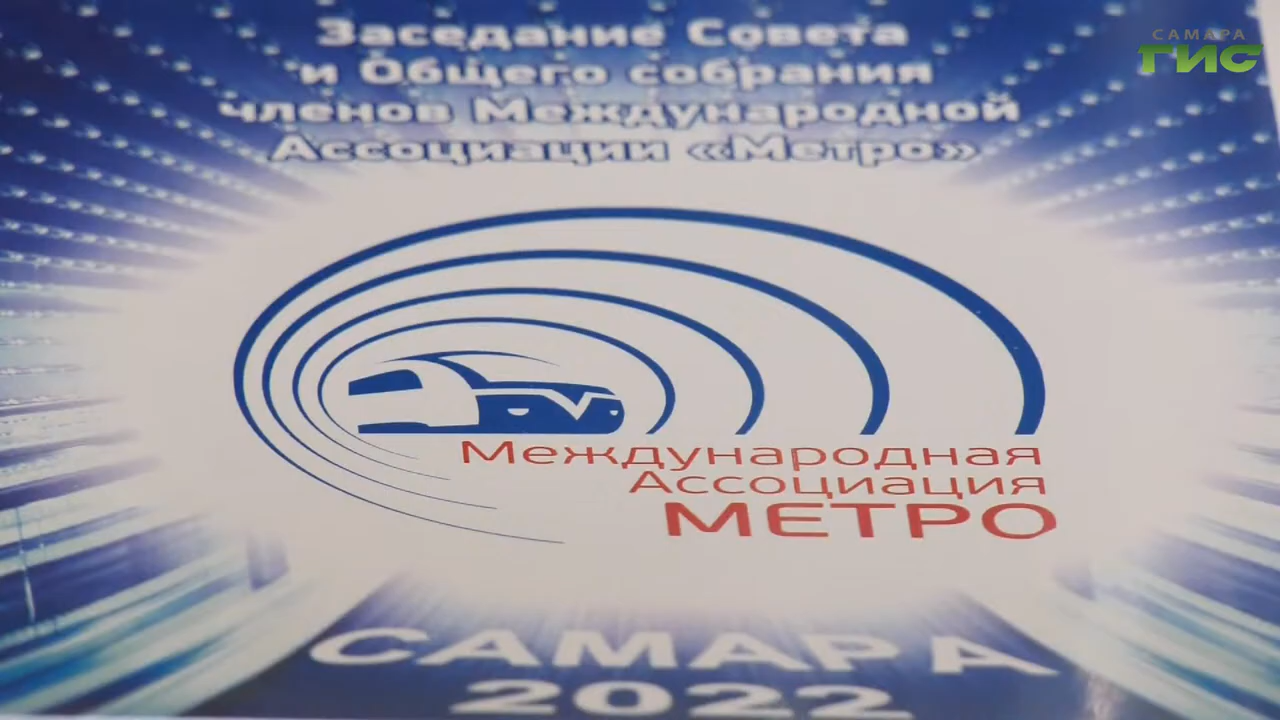 Заседание Совета
и Общего собрания
членов Международной
Ассоциации «Метро»
САМАРА
ГИС
Международная
Ассоциация
МЕТРО
САМАРА
2022